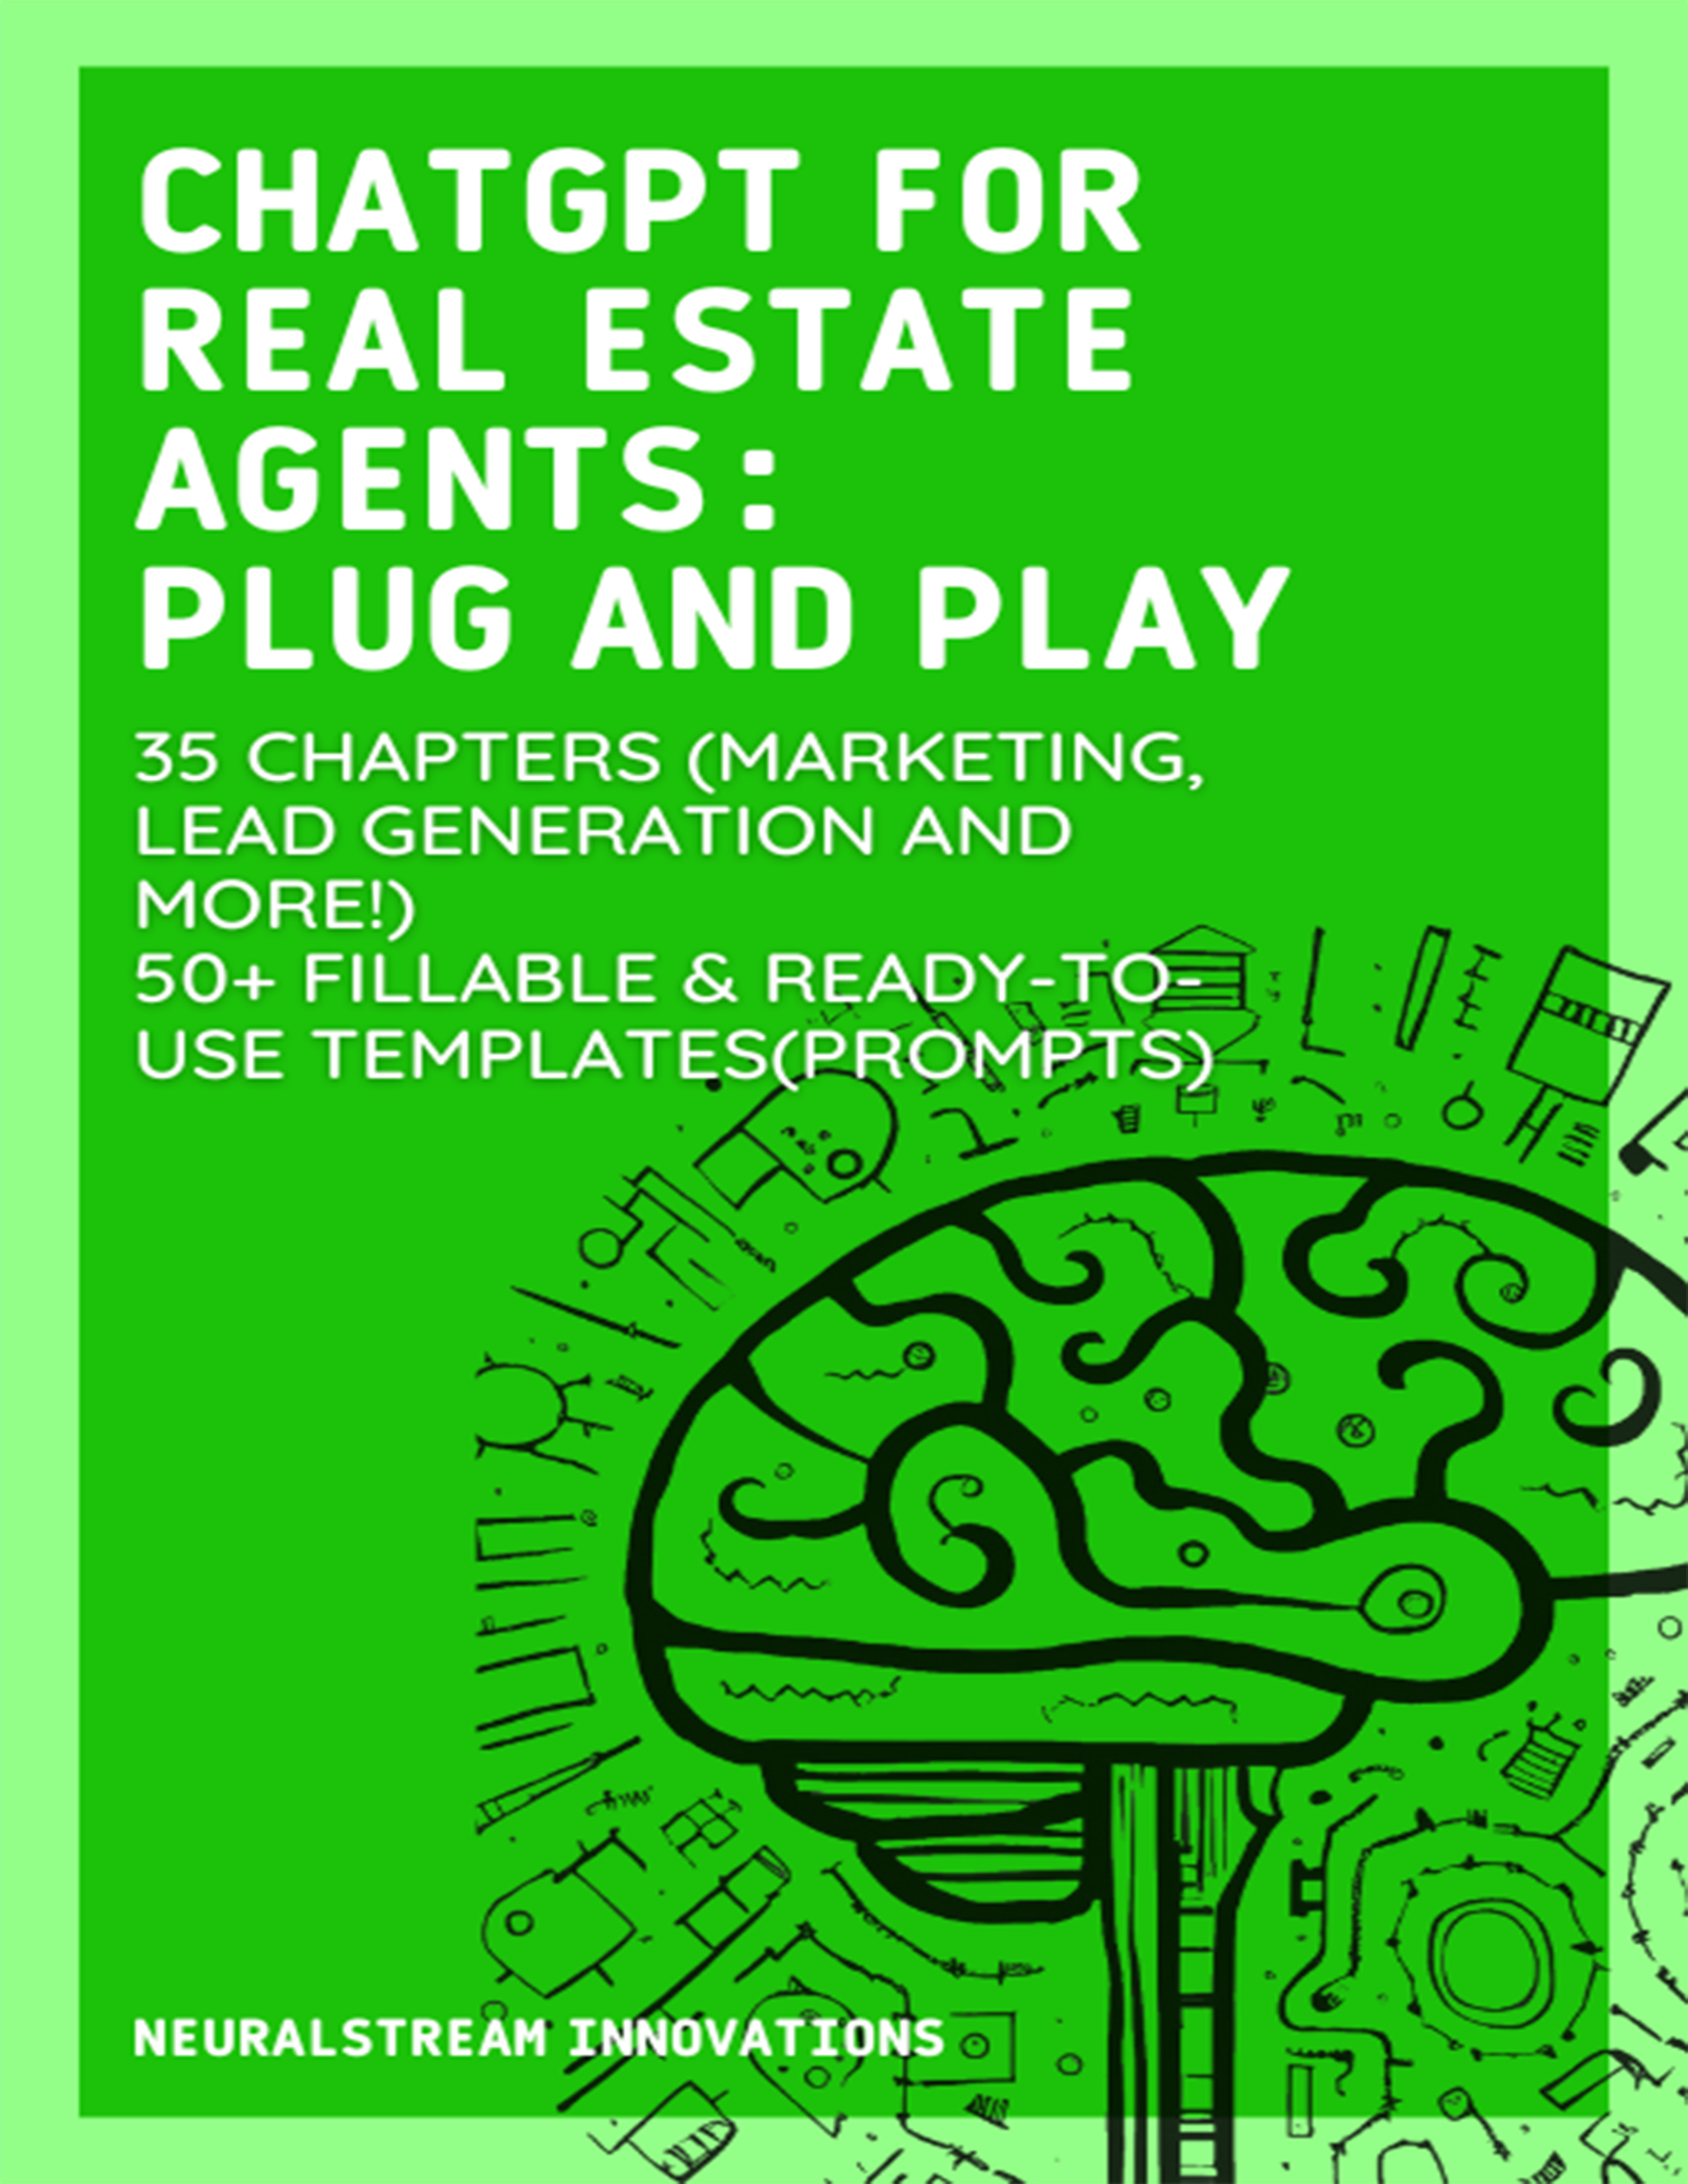 CHATGPT FOR
REAL ESTATE
AGENTS:
PLUG AND PLAY
35 CHAPTERS (MARKETING,
LEAD GENERATION AND
MORE!)
50+ FILLABLE & READY-TO-
USE TEMPLATES(PROMPTS)
NEURALSTREAM INNOVATIONS